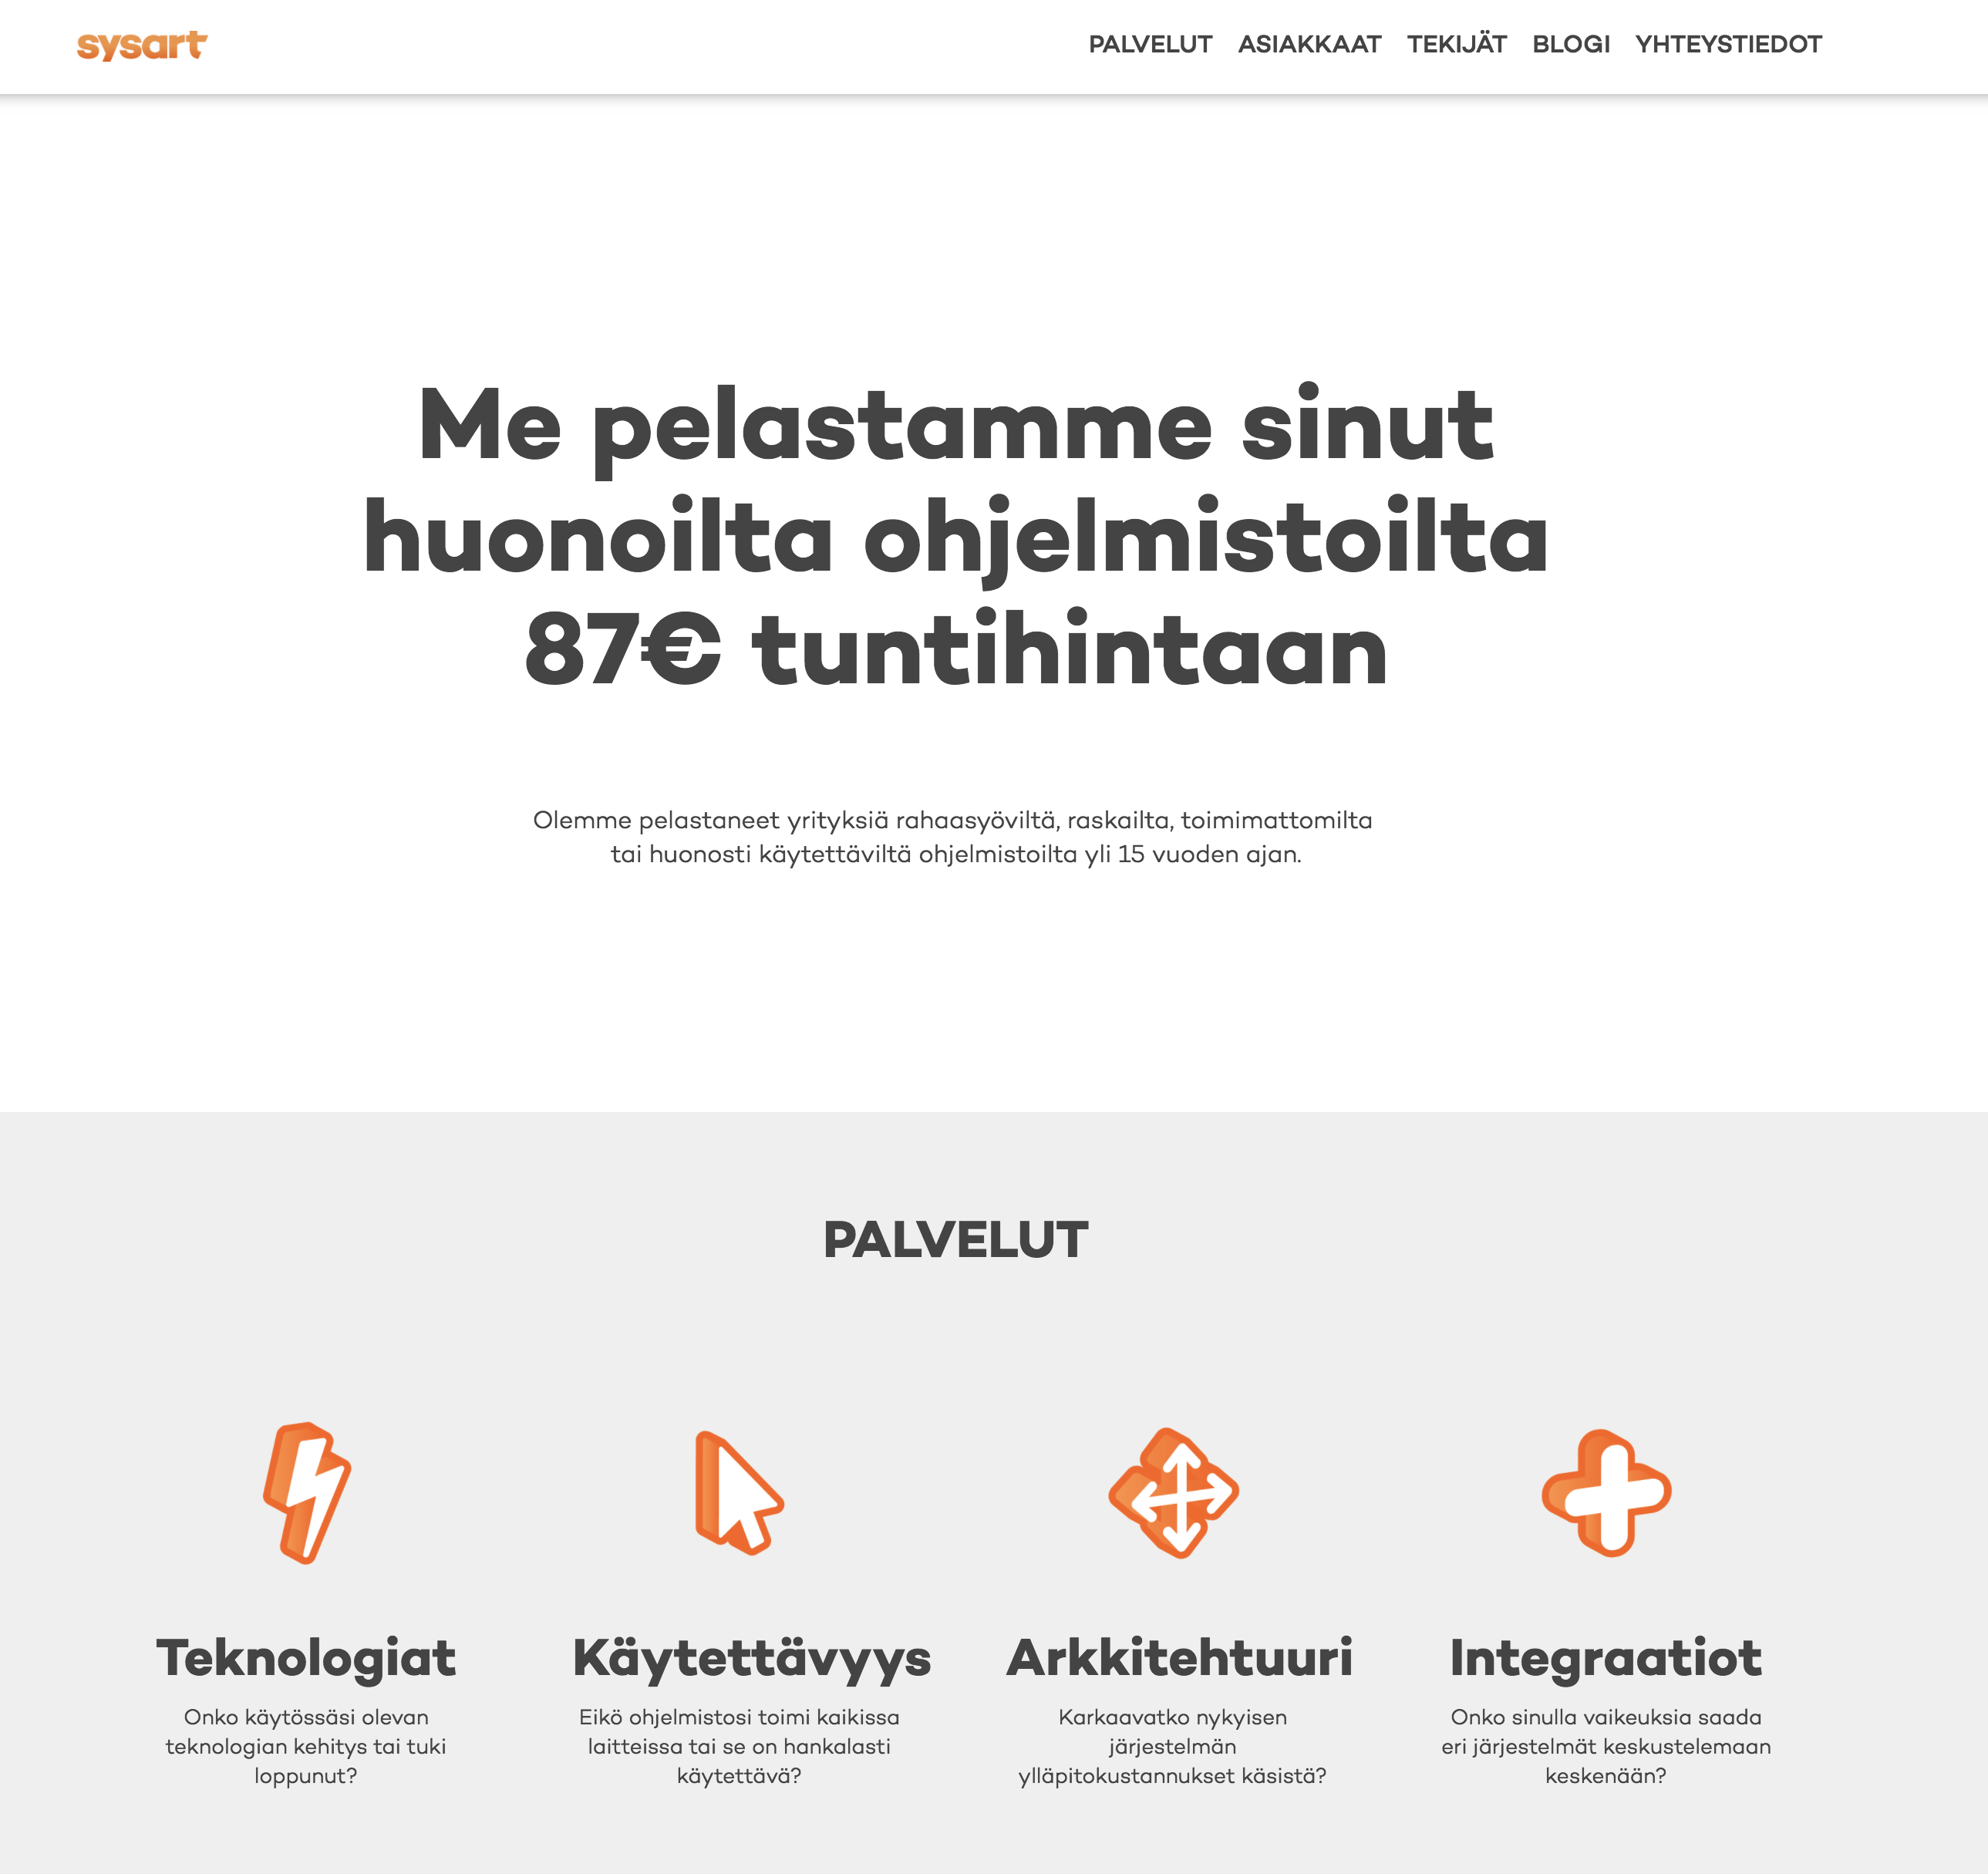 sysart
PALVELUT ASIAKKAAT TEKIJÄT BLOGI YHTEYSTIEDOT
Me pelastamme sinut
huonoilta ohjelmistoilta
87€ tuntihintaan
Olemme pelastaneet yrityksiä rahaasyöviltä, raskailta, toimimattomilta
tai huonosti käytettäviltä ohjelmistoilta yli 15 vuoden ajan.
PALVELUT
Teknologiat
Onko käytössäsi olevan
teknologian kehitys tai tuki
loppunut?
Käytettävyys
Eikö ohjelmistosi toimi kaikissa
laitteissa tai se on hankalasti
käytettävä?
Arkkitehtuuri
Karkaavatko nykyisen
järjestelmän
ylläpitokustannukset käsistä?
Integraatiot
Onko sinulla vaikeuksia saada
eri järjestelmät keskustelemaan
keskenään?